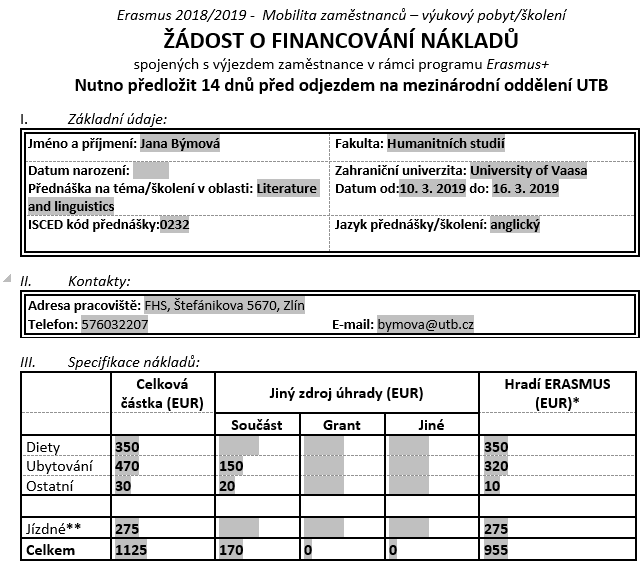 Erasmus 2018/2019 - Mobilita zaměstnanců – výukový pobyt/školení
ŽÁDOST O FINANCOVÁNÍ NÁKLADŮ
spojených s výjezdem zaměstnance v rámci programu Erasmus+
Nutno předložit 14 dnů před odjezdem na mezinárodní oddělení UTB
I. Základní údaje:
Jméno a příjmení: Jana Býmová Fakulta: Humanitních studií
Datum narození: Zahraniční univerzita: University of Vaasa
Přednáška na téma/školení v oblasti: Literature Datum od:10. 3. 2019 do: 16. 3. 2019
and linguistics
ISCED kód přednášky:0232 Jazyk přednášky/školení: anglický
II. Kontakty:
Adresa pracoviště: FHS, Štefánikova 5670, Zlín
Telefon: 576032207 E-mail: bymova@utb.cz
III. Specifikace nákladů:
Celková Jiný zdroj úhrady (EUR) Hradí ERASMUS
částka (EUR) (EUR)*
Součást Grant Jiné
Diety 350 350
Ubytování 470 150 320
Ostatní 30 20 10
Jízdné** 275 275
Celkem 1125 170 0 0 955